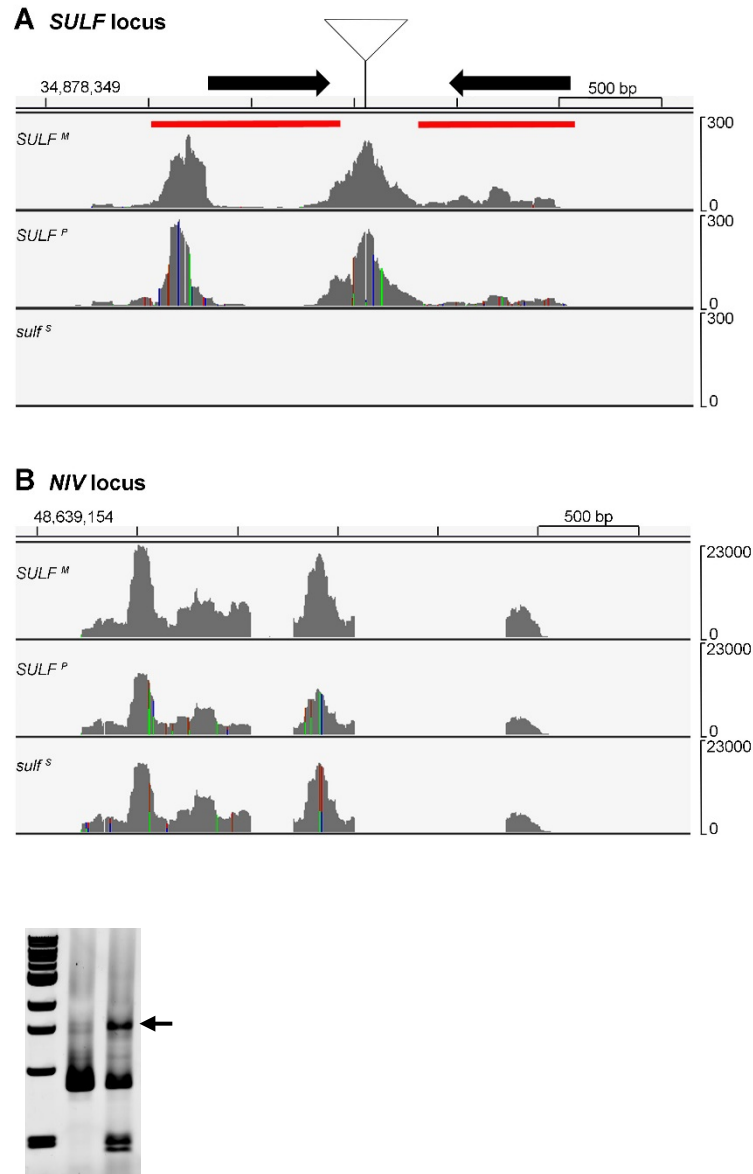 A SULF locus
34,878,349
500 bp
SULF M
300
0
SULF P
300
0
sulf S
300
0
B NIV locus
48,639,154
500 bp
SULF M
23000
0
SULF P
23000
0
sulf S
23000
0